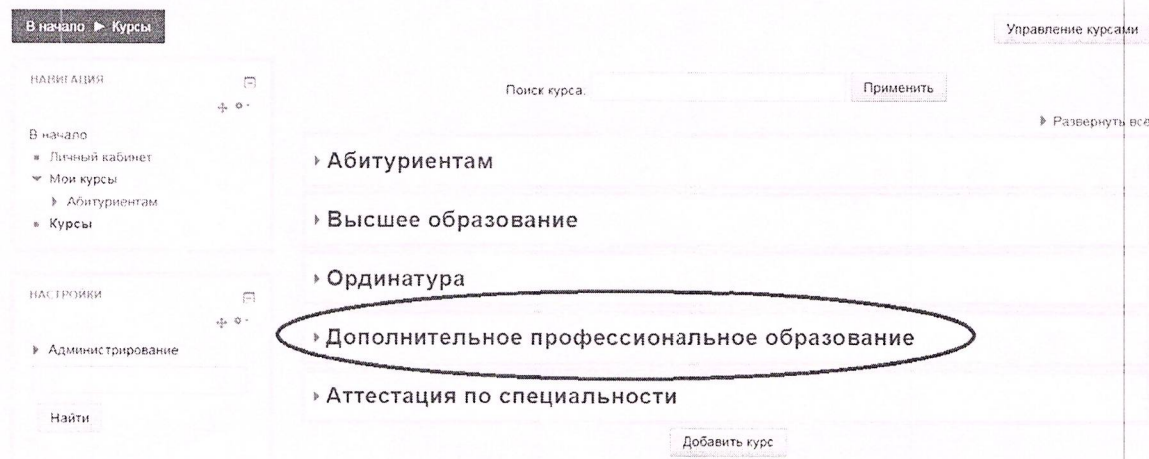 В начало ► Курсы
Управление курсами
НАВИГАЦИЯ
В начало
Личный кабинет
Мои курсы
Абитуриентам
Курсы
НАСТРОЙКИ
Администрирование
Найти
Поиск курса:
Применить
Развернуть все
Абитуриентам
Высшее образование
Ординатура
Дополнительное профессиональное образование
Аттестация по специальности
Добавить курс